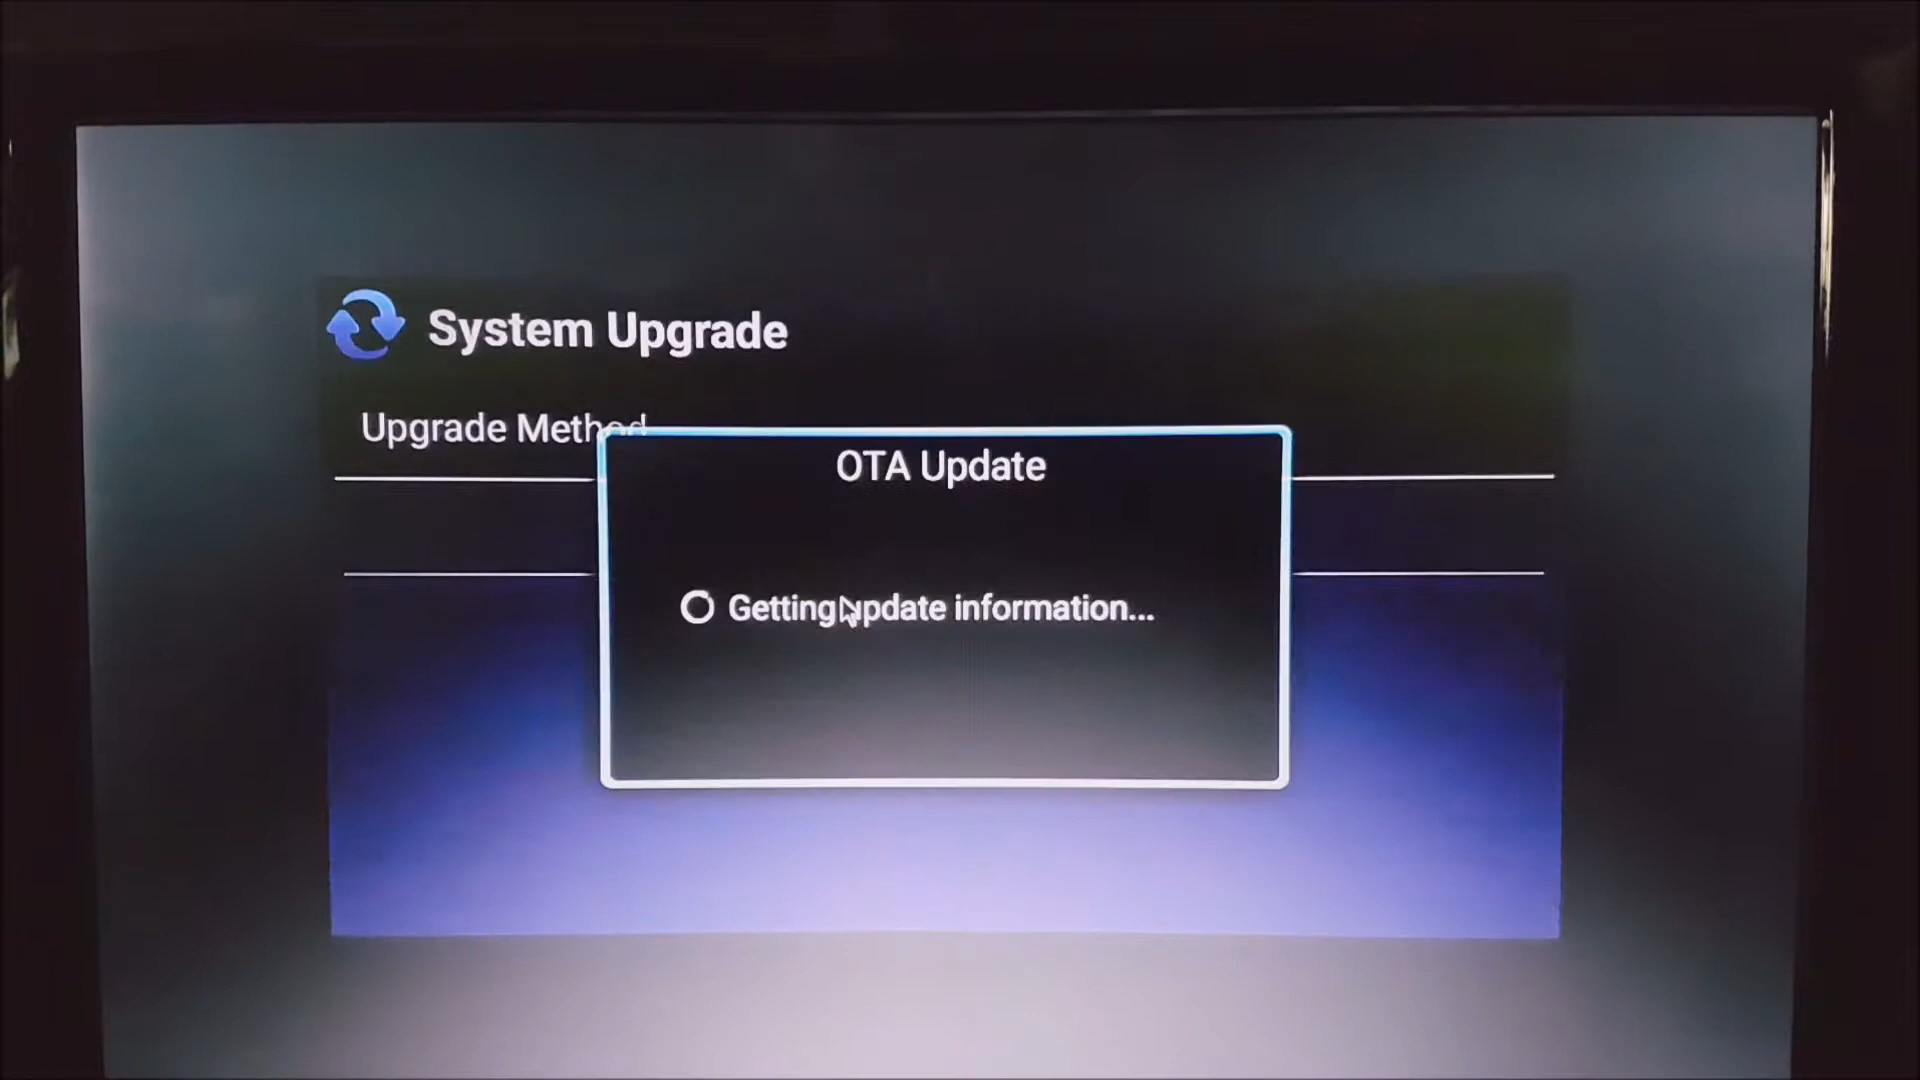 System Upgrade
Upgrade Method
OTA Update
Getting update information...